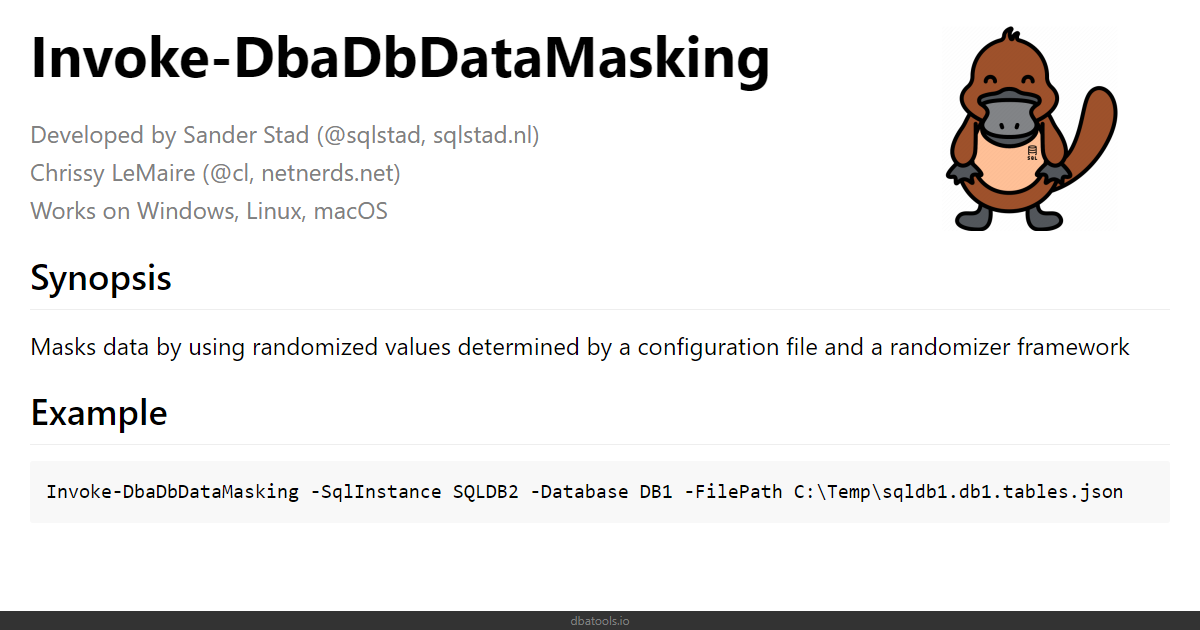 Invoke-DbaDbDataMasking
Developed by Sander Stad (@sqlstad, sqlstad.nl)
Chrissy LeMaire (@cl, netnerds.net)
Works on Windows, Linux, macOS
SQL
Synopsis
Masks data by using randomized values determined by a configuration file and a randomizer framework
Example
Invoke-DbaDbDataMasking -SqlInstance SQLDB2 -Database DB1 -FilePath C:\Temp\sqldb1.db1.tables.json
dbatools.io